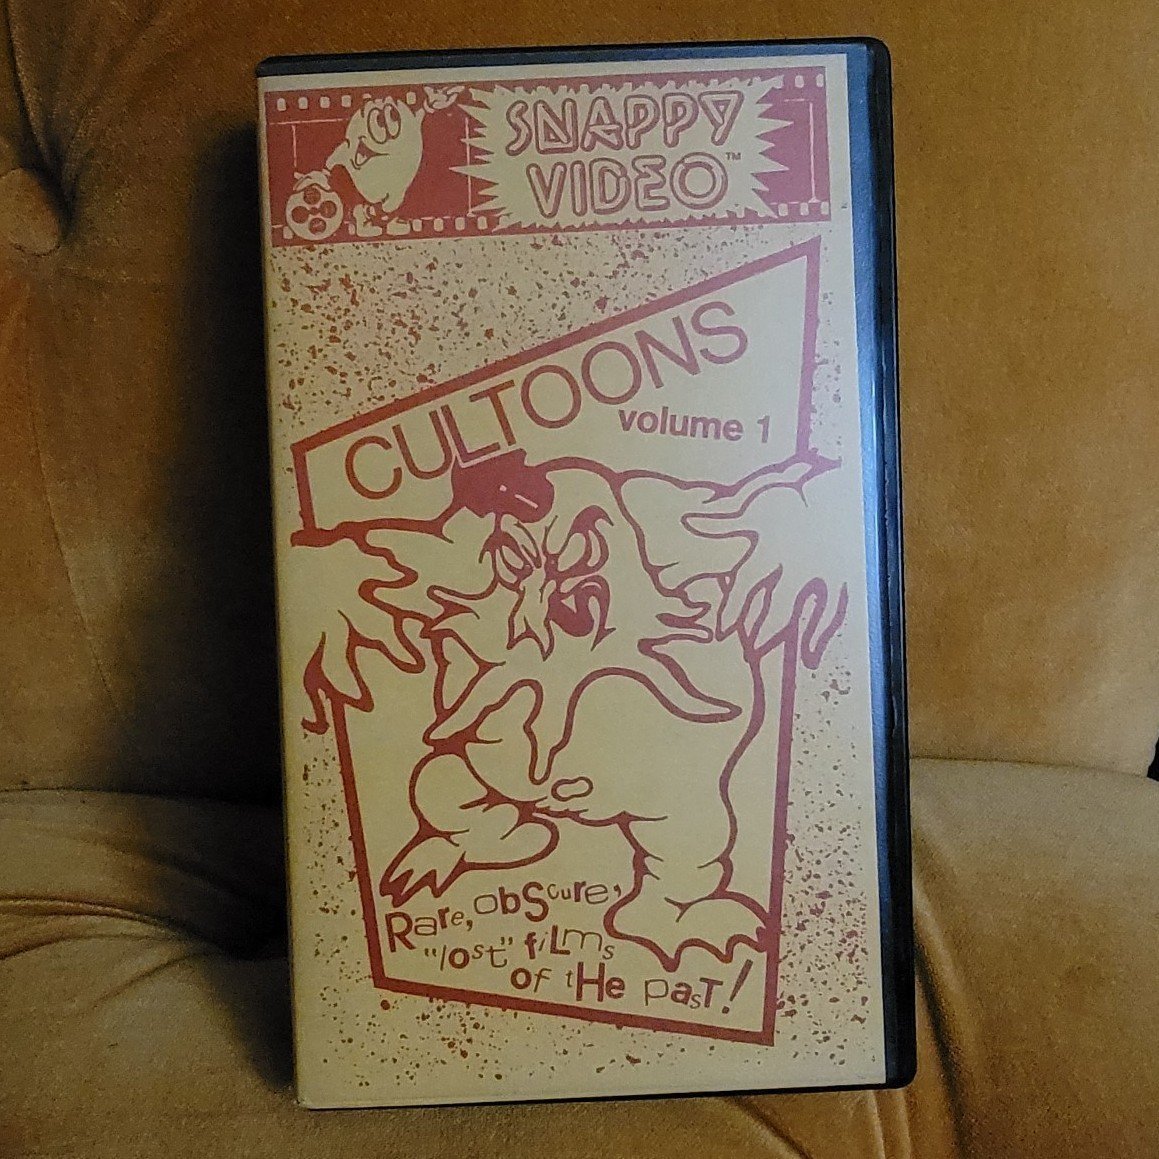 SNAPPY
VIDEO™
CULTOONS
volume 1
Rare, obscure,
"lost" films
of tHe pasT!